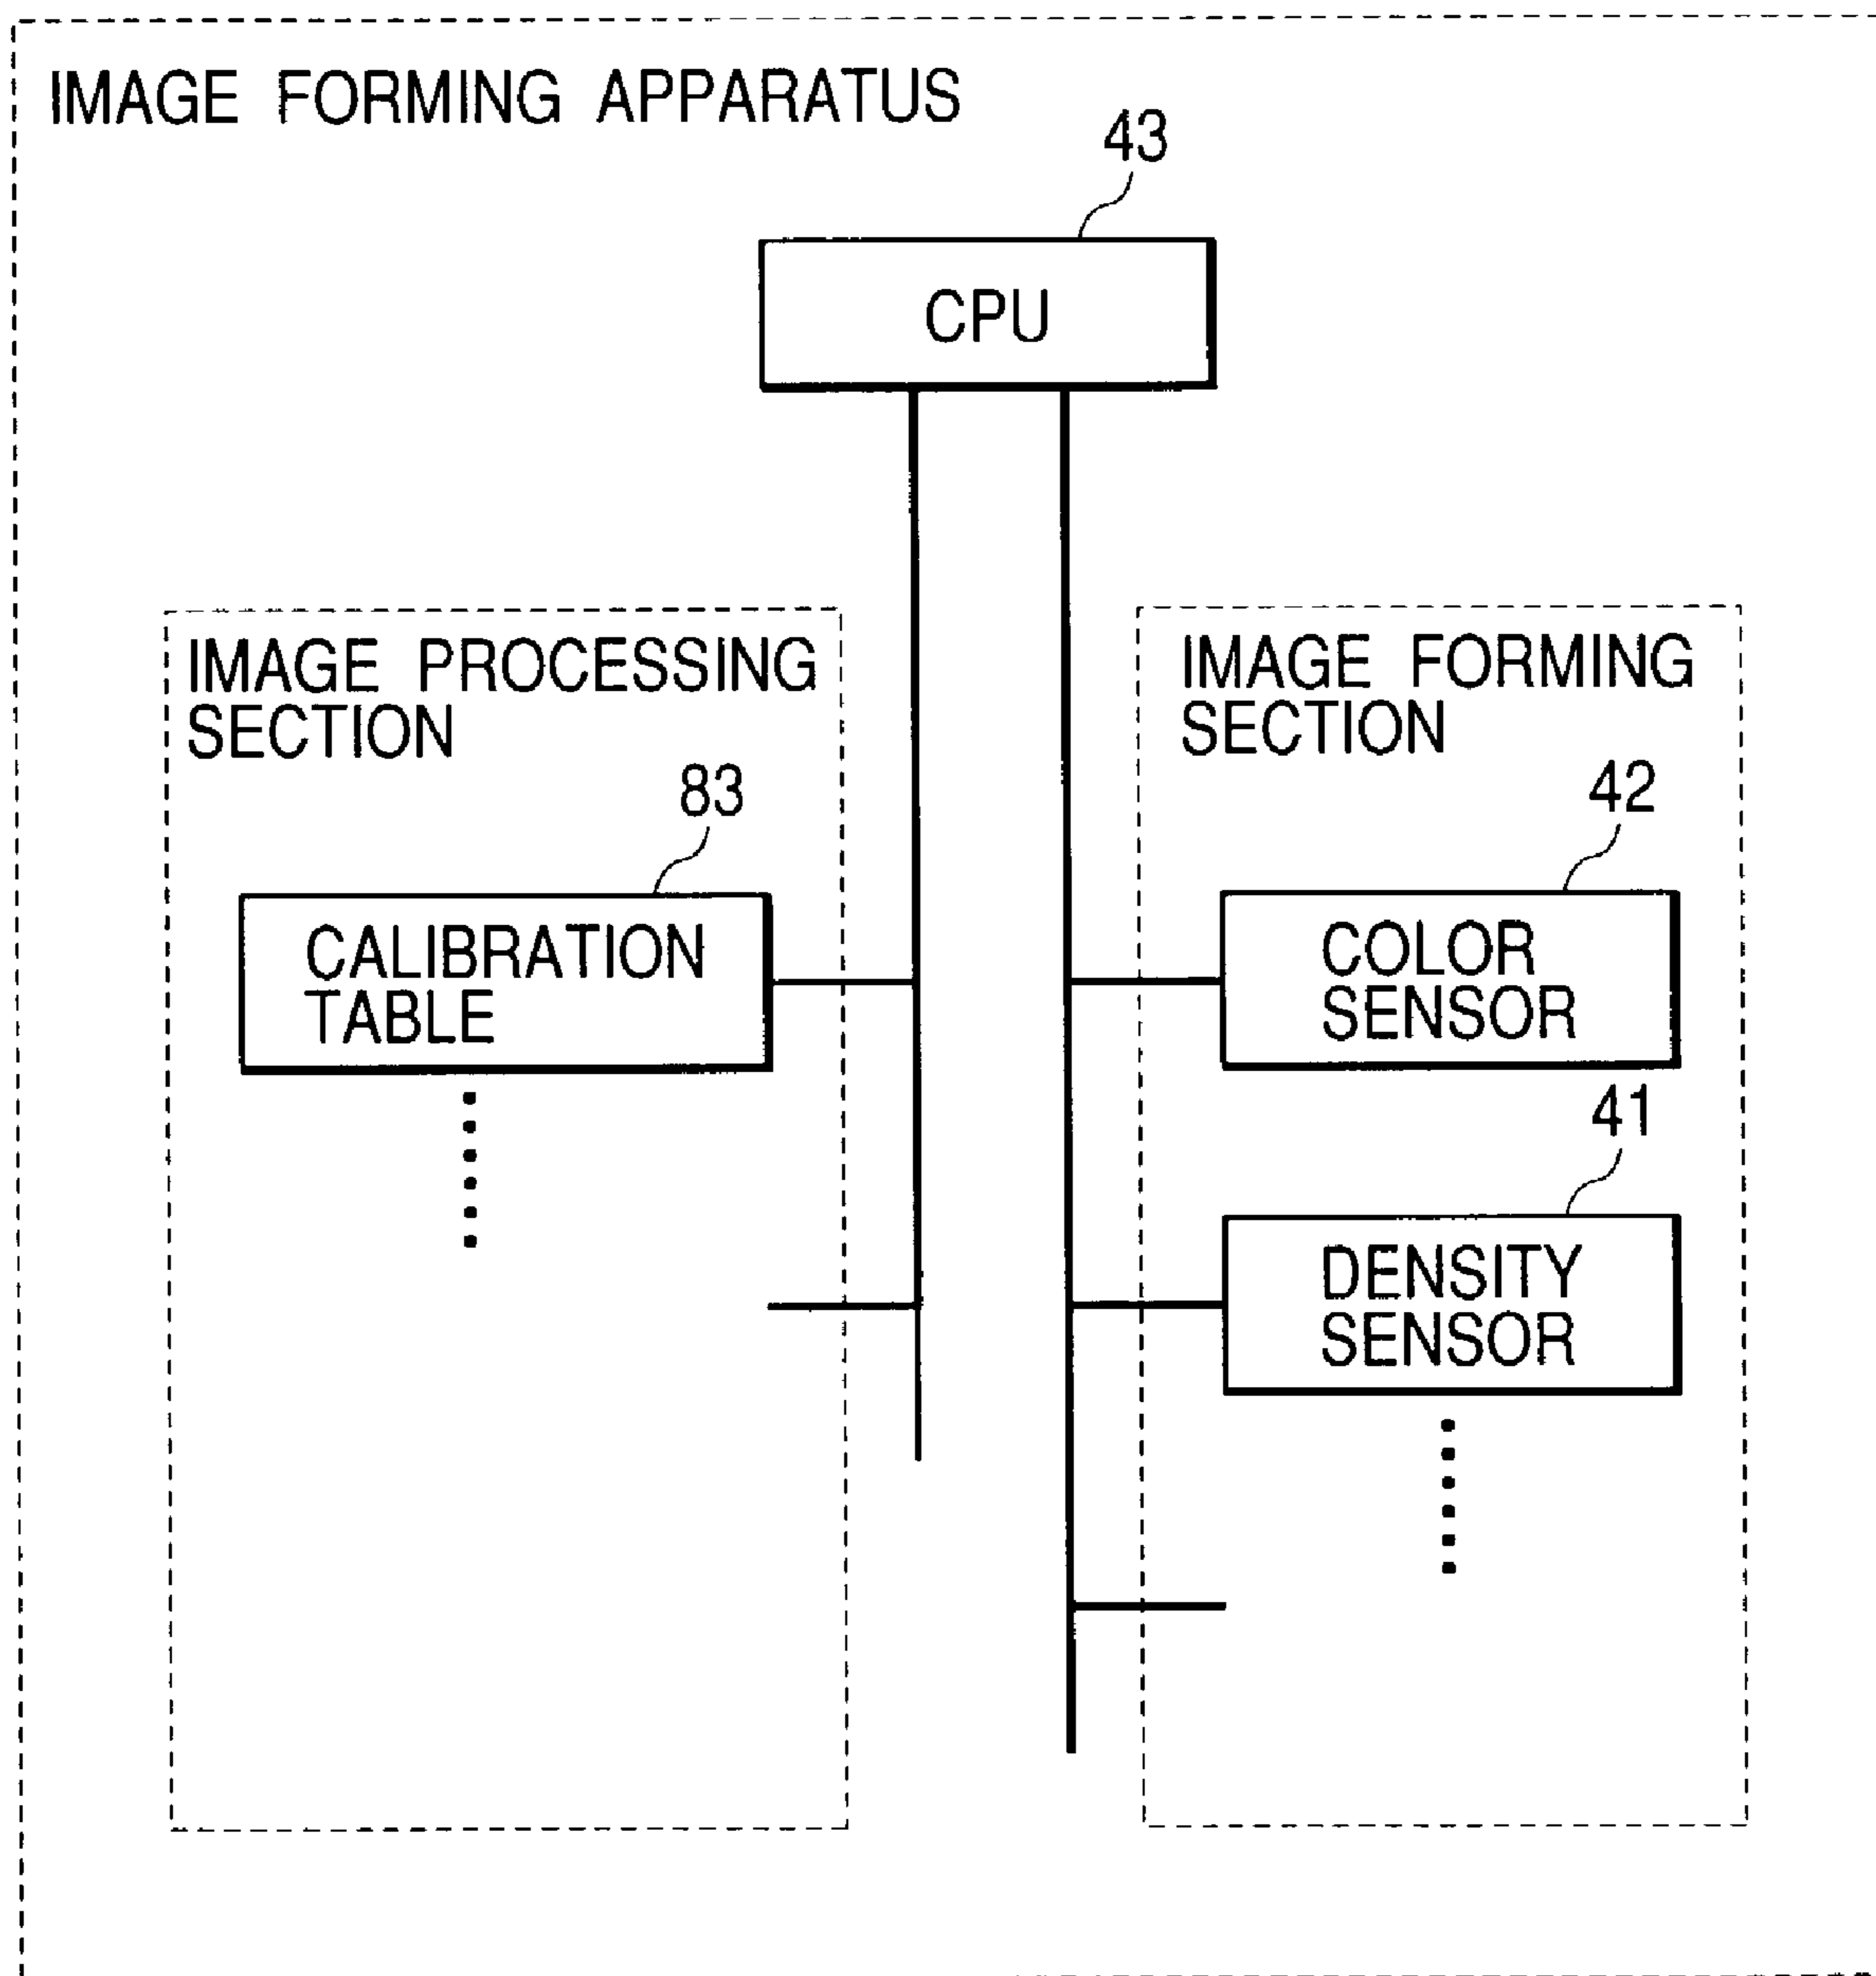 IMAGE FORMING APPARATUS
43
CPU
IMAGE PROCESSING
SECTION
83
CALIBRATION
TABLE
IMAGE FORMING
SECTION
42
COLOR
SENSOR
41
DENSITY
SENSOR